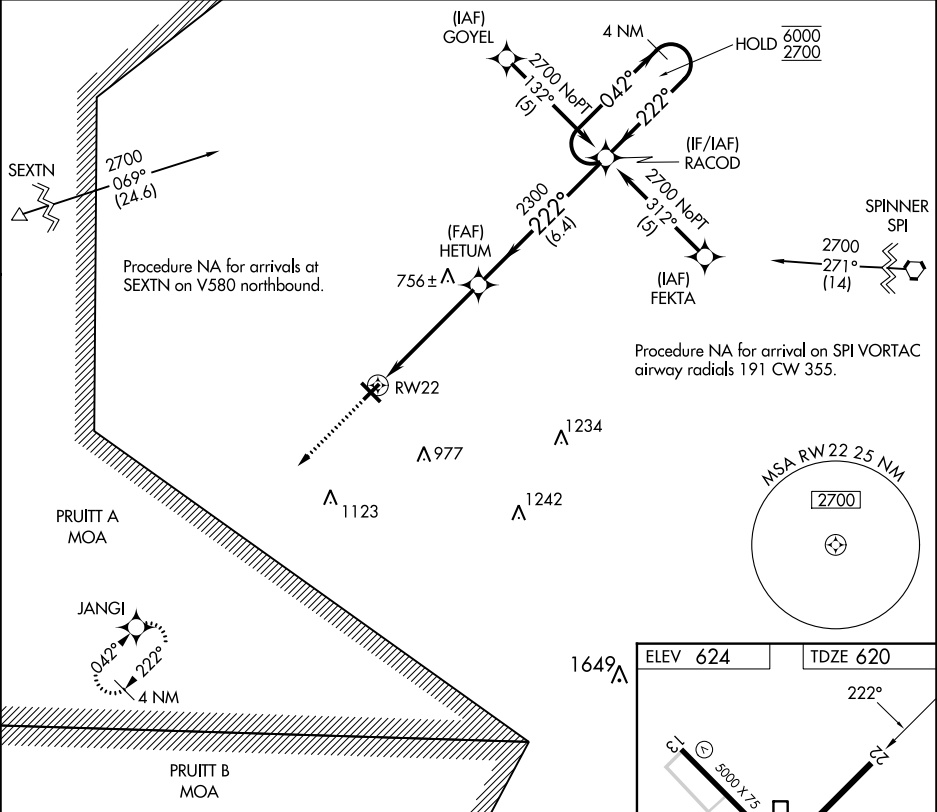 (IAF)
GOYEL
4 NM
HOLD 6000
2700
2700 NoPT
132°
(5)
042°
222°
(IF/IAF)
RACOD
SEXTN
2700
069°
(24.6)
2300
222°
(6.4)
2700 NoPT
312°
(5)
SPINNER
SPI
2700
271°
(14)
(FAF)
HETUM
756±
(IAF)
FEKTA
Procedure NA for arrivals at
SEXTN on V580 northbound.
Procedure NA for arrival on SPI VORTAC
airway radials 191 CW 355.
RW22
1234
977
1123
1242
MSA RW22 25 NM
2700
PRUITT A
MOA
JANGI
042°
222°
4 NM
1649
ELEV 624
TDZE 620
222°
13
V
5000 X 75
22
PRUITT B
MOA